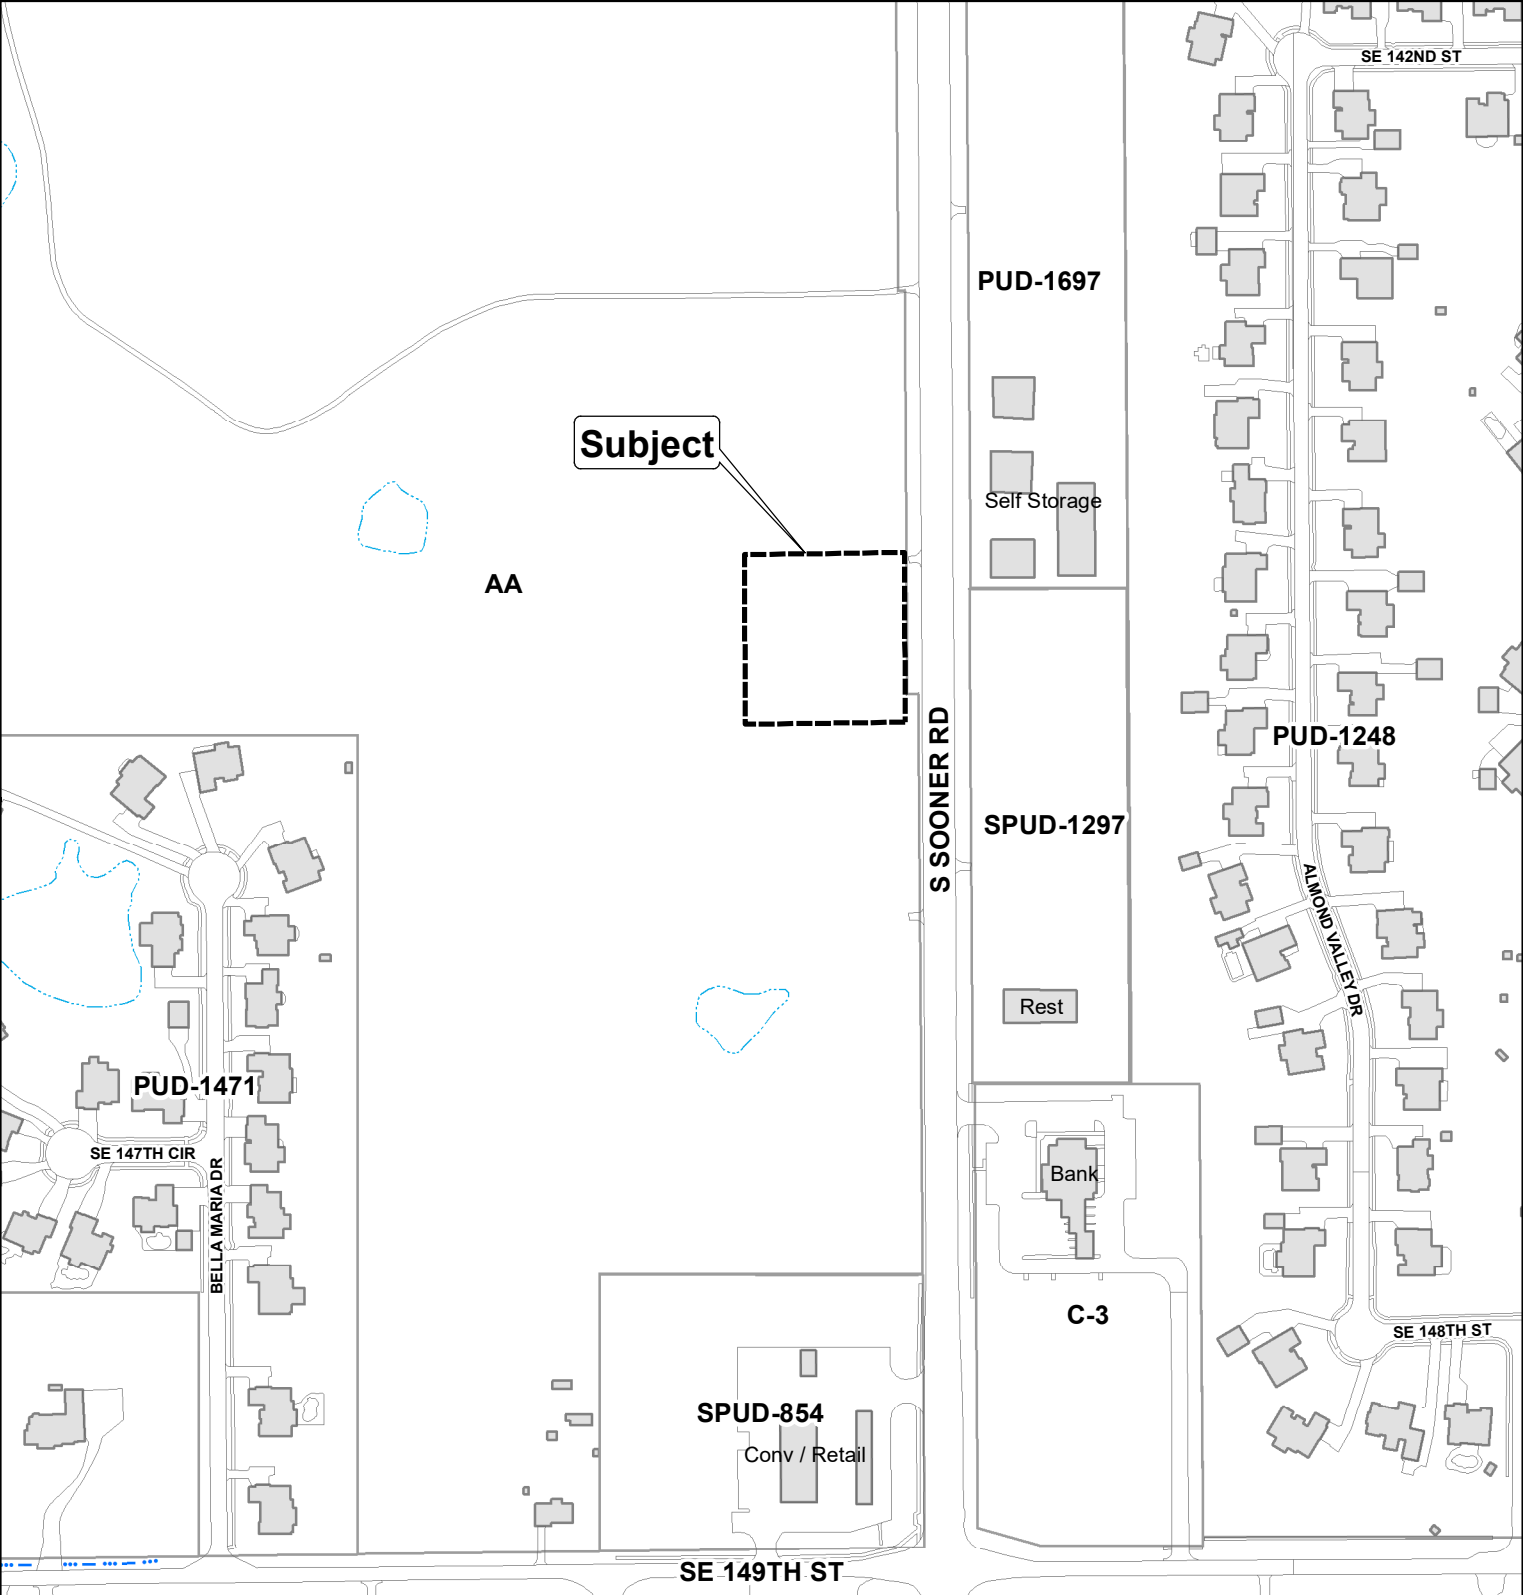 SE 142ND ST
PUD-1697
Subject
Self Storage
AA
S SOONER RD
PUD-1248
SPUD-1297
ALMOND VALLEY DR
Rest
PUD-1471
SE 147TH CIR
BELLA MARIA DR
Bank
C-3
SE 148TH ST
SPUD-854
Conv / Retail
SE 149TH ST